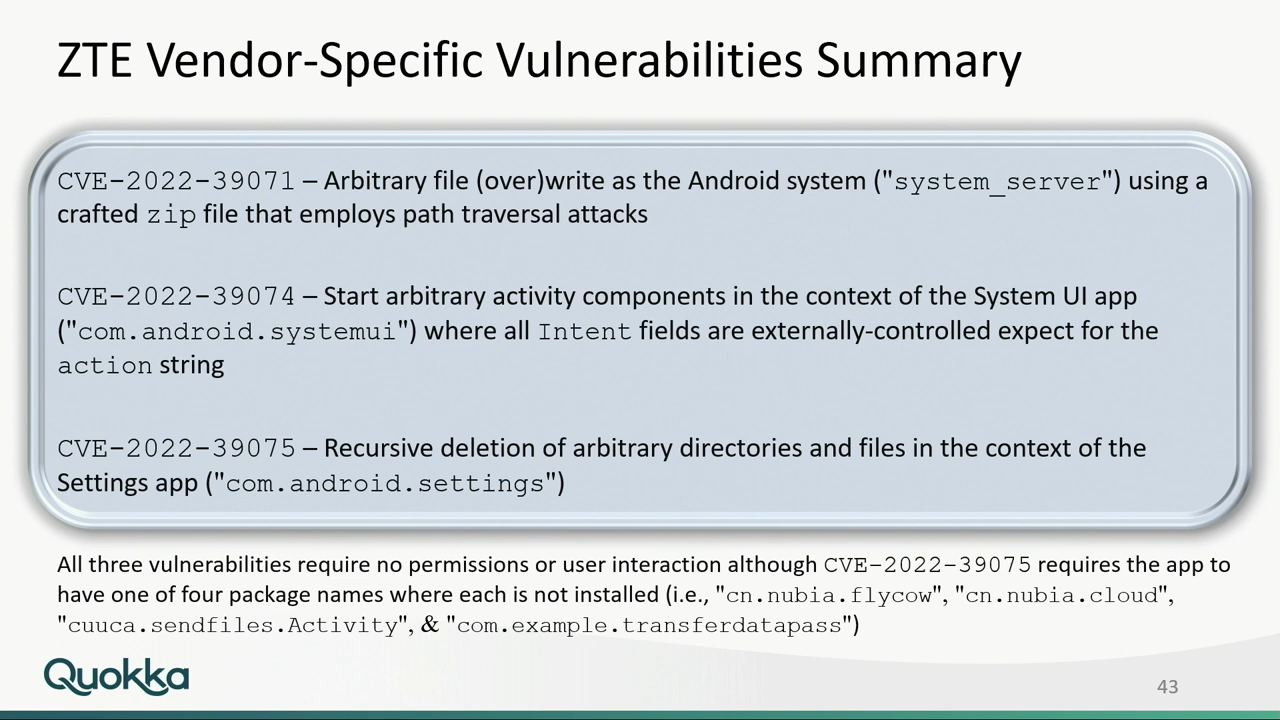 ZTE Vendor-Specific Vulnerabilities Summary
CVE-2022-39071 – Arbitrary file (over)write as the Android system ("system_server") using a
crafted zip file that employs path traversal attacks
CVE-2022-39074 – Start arbitrary activity components in the context of the System UI app
("com.android.systemui") where all Intent fields are externally-controlled expect for the
action string
CVE-2022-39075 – Recursive deletion of arbitrary directories and files in the context of the
Settings app ("com.android.settings")
All three vulnerabilities require no permissions or user interaction although CVE-2022-39075 requires the app to
have one of four package names where each is not installed (i.e., "cn.nubia.flycow", "cn.nubia.cloud",
"cuuca.sendfiles.Activity", & "com.example.transferdatapass")
Quokka
43